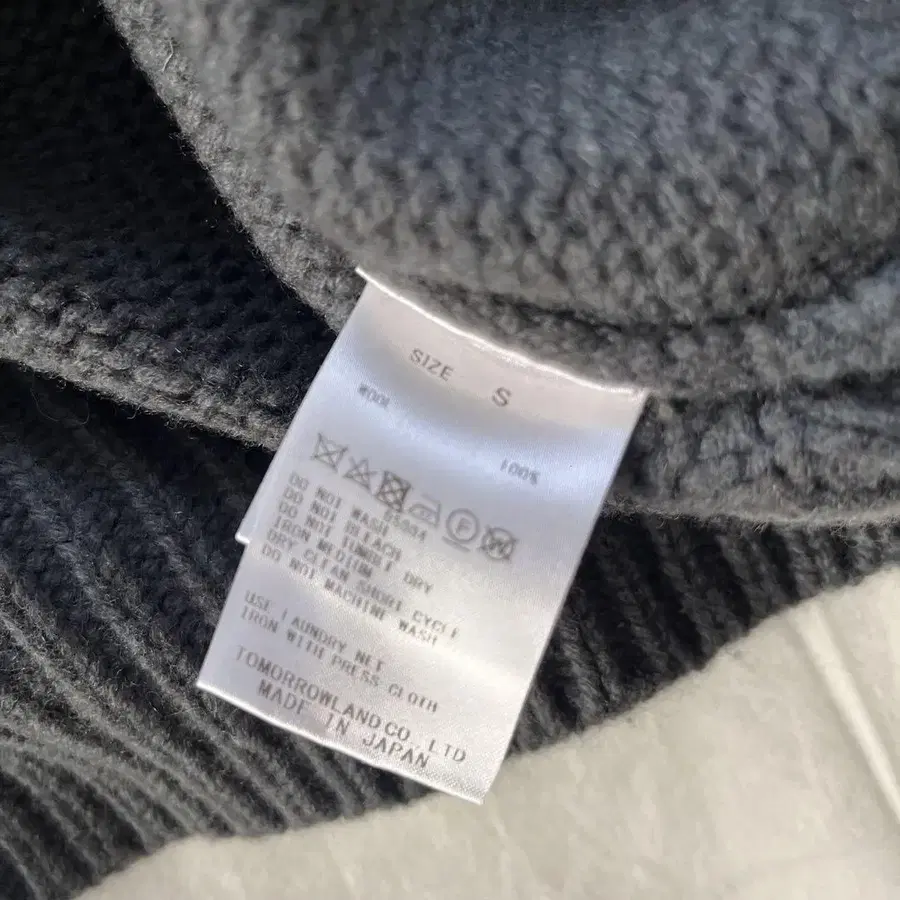 SIZE S
WOOL 100%
F W
DO NOT WASH
DO NOT BLEACH
DO NOT TUMBLE DRY
IRON MEDIUM
DRY CLEAN SHORT CYCLE
DO NOT MACHINE WASH
USE LAUNDRY NET
IRON WITH PRESS CLOTH
TOMORROWLAND CO., LTD
MADE IN JAPAN